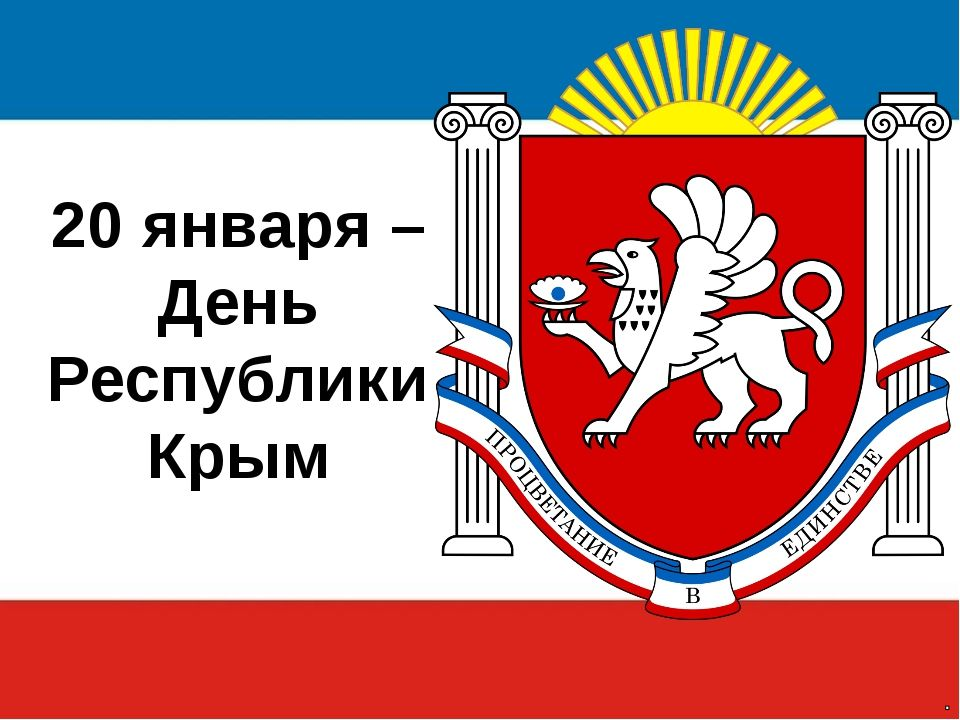 20 января –
День
Республики
Крым
ПРОЦВЕТАНИЕ
В
ЕДИНСТВЕ
.